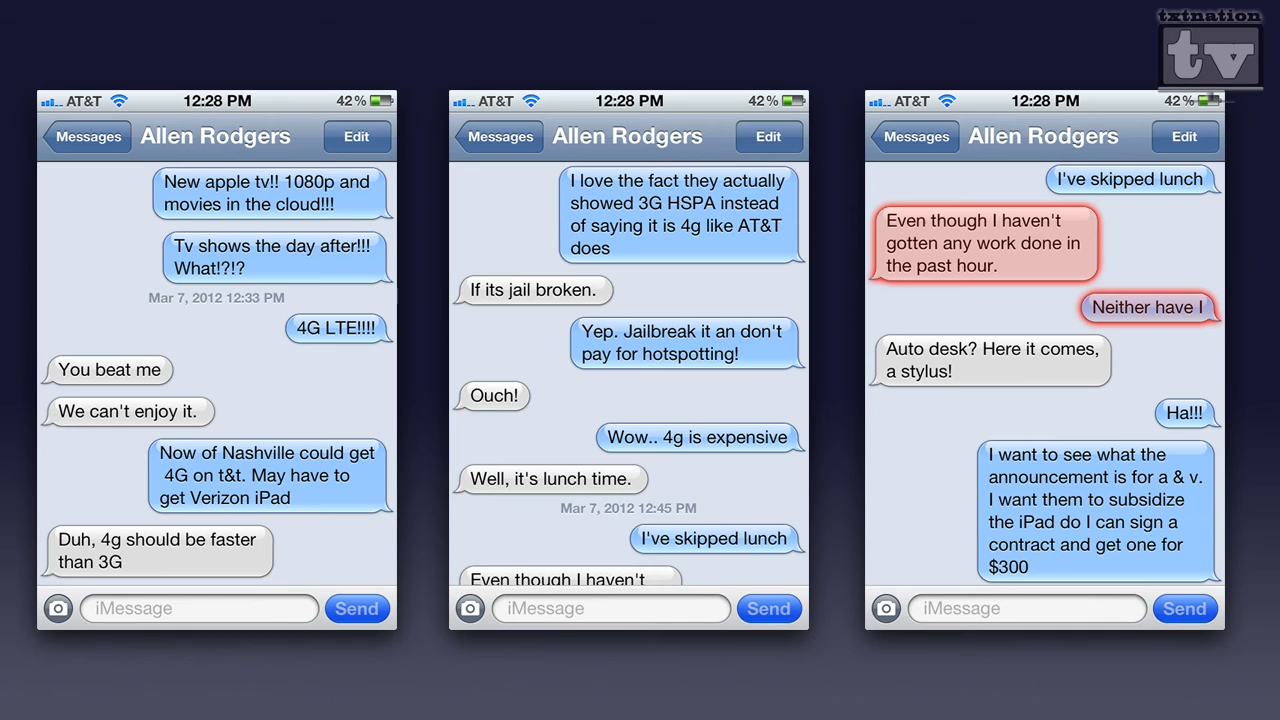 txtnation
tv
AT&T 12:28 PM 42%
Messages Allen Rodgers Edit
New apple tv!! 1080p and
movies in the cloud!!!
Tv shows the day after!!!
What!?!?
Mar 7, 2012 12:33 PM
4G LTE!!!!
You beat me
We can't enjoy it.
Now of Nashville could get
4G on t&t. May have to
get Verizon iPad
Duh, 4g should be faster
than 3G
iMessage Send
AT&T 12:28 PM 42%
Messages Allen Rodgers Edit
I love the fact they actually
showed 3G HSPA instead
of saying it is 4g like AT&T
does
If its jail broken.
Yep. Jailbreak it an don't
pay for hotspotting!
Ouch!
Wow.. 4g is expensive
Well, it's lunch time.
Mar 7, 2012 12:45 PM
I've skipped lunch
Even though I haven't
iMessage Send
AT&T 12:28 PM 42%
Messages Allen Rodgers Edit
I've skipped lunch
Even though I haven't
gotten any work done in
the past hour.
Neither have I
Auto desk? Here it comes,
a stylus!
Ha!!!
I want to see what the
announcement is for a & v.
I want them to subsidize
the iPad do I can sign a
contract and get one for
$300
iMessage Send